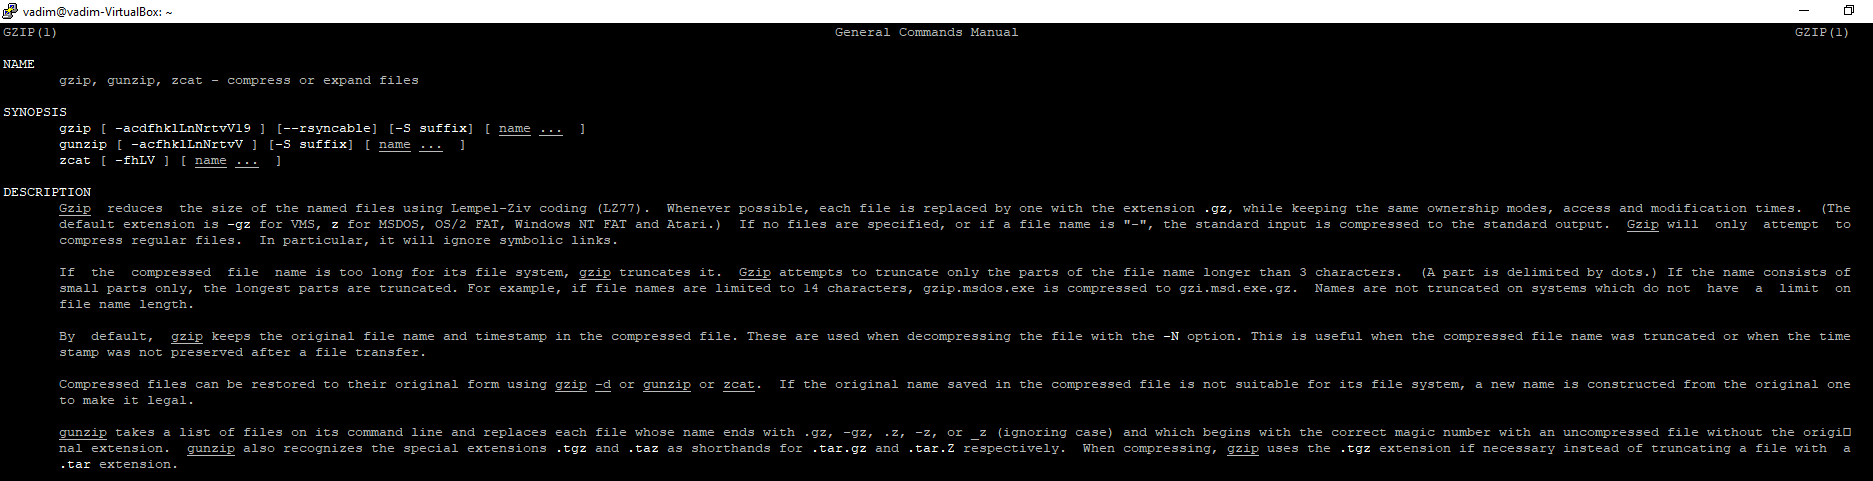 vadim@vadim-VirtualBox: ~
GZIP(1) General Commands Manual GZIP(1)
NAME
gzip, gunzip, zcat - compress or expand files
SYNOPSIS
gzip [ -acdfhklLnNrtvV19 ] [--rsyncable] [-S suffix] [ name ... ]
gunzip [ -acfhklLnNrtvV ] [-S suffix] [ name ... ]
zcat [ -fhLV ] [ name ... ]
DESCRIPTION
Gzip reduces the size of the named files using Lempel-Ziv coding (LZ77). Whenever possible, each file is replaced by one with the extension .gz, while keeping the same ownership modes, access and modification times. (The
default extension is -gz for VMS, z for MSDOS, OS/2 FAT, Windows NT FAT and Atari.) If no files are specified, or if a file name is "-", the standard input is compressed to the standard output. Gzip will only attempt to
compress regular files. In particular, it will ignore symbolic links.
If the compressed file name is too long for its file system, gzip truncates it. Gzip attempts to truncate only the parts of the file name longer than 3 characters. (A part is delimited by dots.) If the name consists of
small parts only, the longest parts are truncated. For example, if file names are limited to 14 characters, gzip.msdos.exe is compressed to gzi.msd.exe.gz. Names are not truncated on systems which do not have a limit on
file name length.
By default, gzip keeps the original file name and timestamp in the compressed file. These are used when decompressing the file with the -N option. This is useful when the compressed file name was truncated or when the time
stamp was not preserved after a file transfer.
Compressed files can be restored to their original form using gzip -d or gunzip or zcat. If the original name saved in the compressed file is not suitable for its file system, a new name is constructed from the original one
to make it legal.
gunzip takes a list of files on its command line and replaces each file whose name ends with .gz, -gz, .z, -z, or _z (ignoring case) and which begins with the correct magic number with an uncompressed file without the origi▯
nal extension. gunzip also recognizes the special extensions .tgz and .taz as shorthands for .tar.gz and .tar.Z respectively. When compressing, gzip uses the .tgz extension if necessary instead of truncating a file with a
.tar extension.